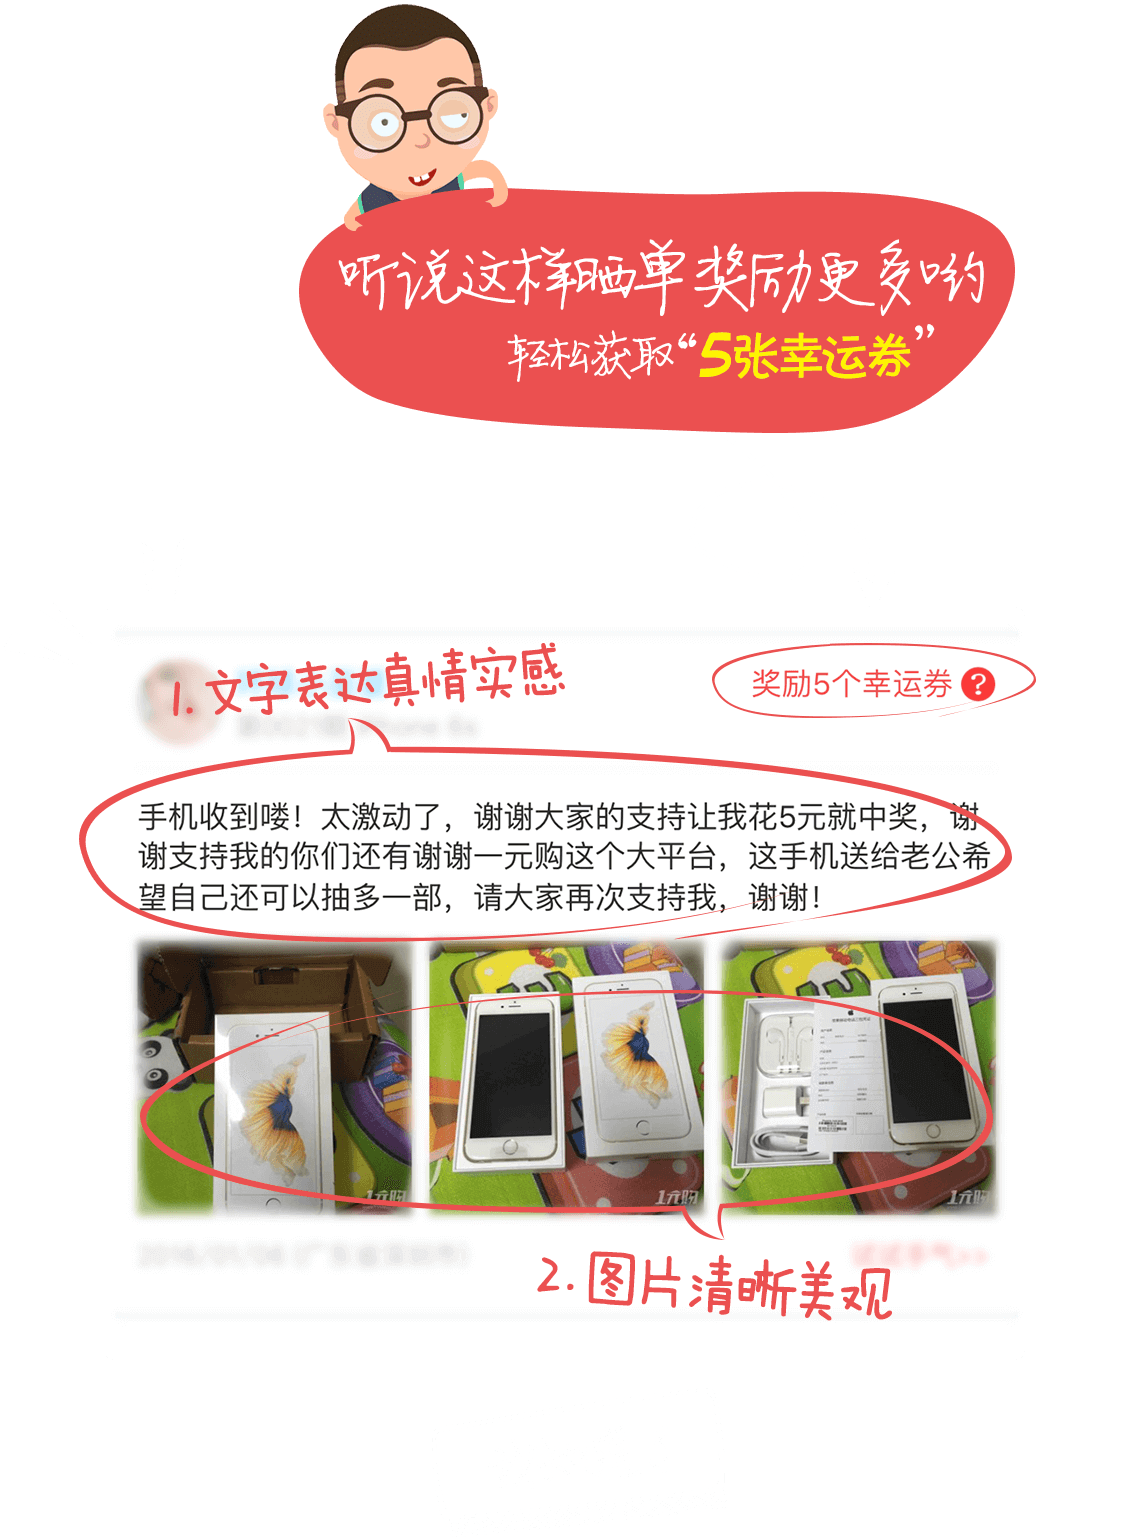 听说这样晒单奖励更多哟
轻松获取“5张幸运券”
1. 文字表达真情实感
奖励5个幸运券 ?
手机收到喽！太激动了，谢谢大家的支持让我花5元就中奖，谢
谢支持我的你们还有谢谢一元购这个大平台，这手机送给老公希
望自己还可以抽多一部，请大家再次支持我，谢谢！
1元购
1元购
1元购
2. 图片清晰美观